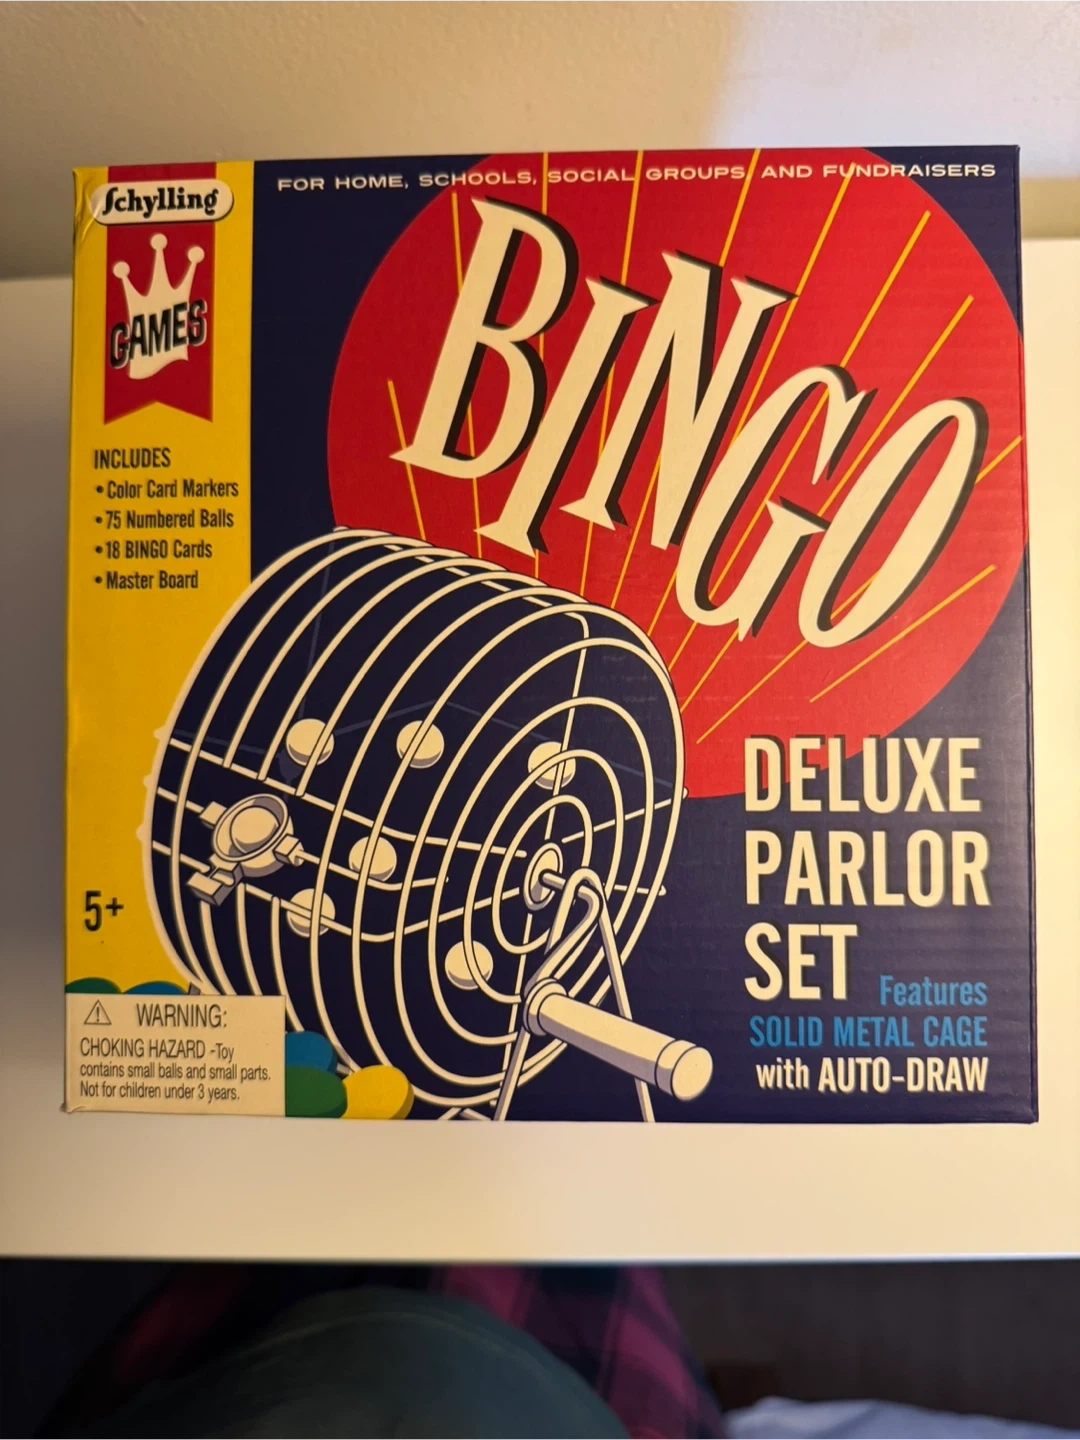 FOR HOME, SCHOOLS, SOCIAL GROUPS, AND FUNDRAISERS
Schylling
GAMES
BINGO
INCLUDES
• Color Card Markers
• 75 Numbered Balls
• 18 BINGO Cards
• Master Board
5+
DELUXE
PARLOR
SET
Features
SOLID METAL CAGE
with AUTO-DRAW
WARNING:
CHOKING HAZARD -Toy
contains small balls and small parts.
Not for children under 3 years.